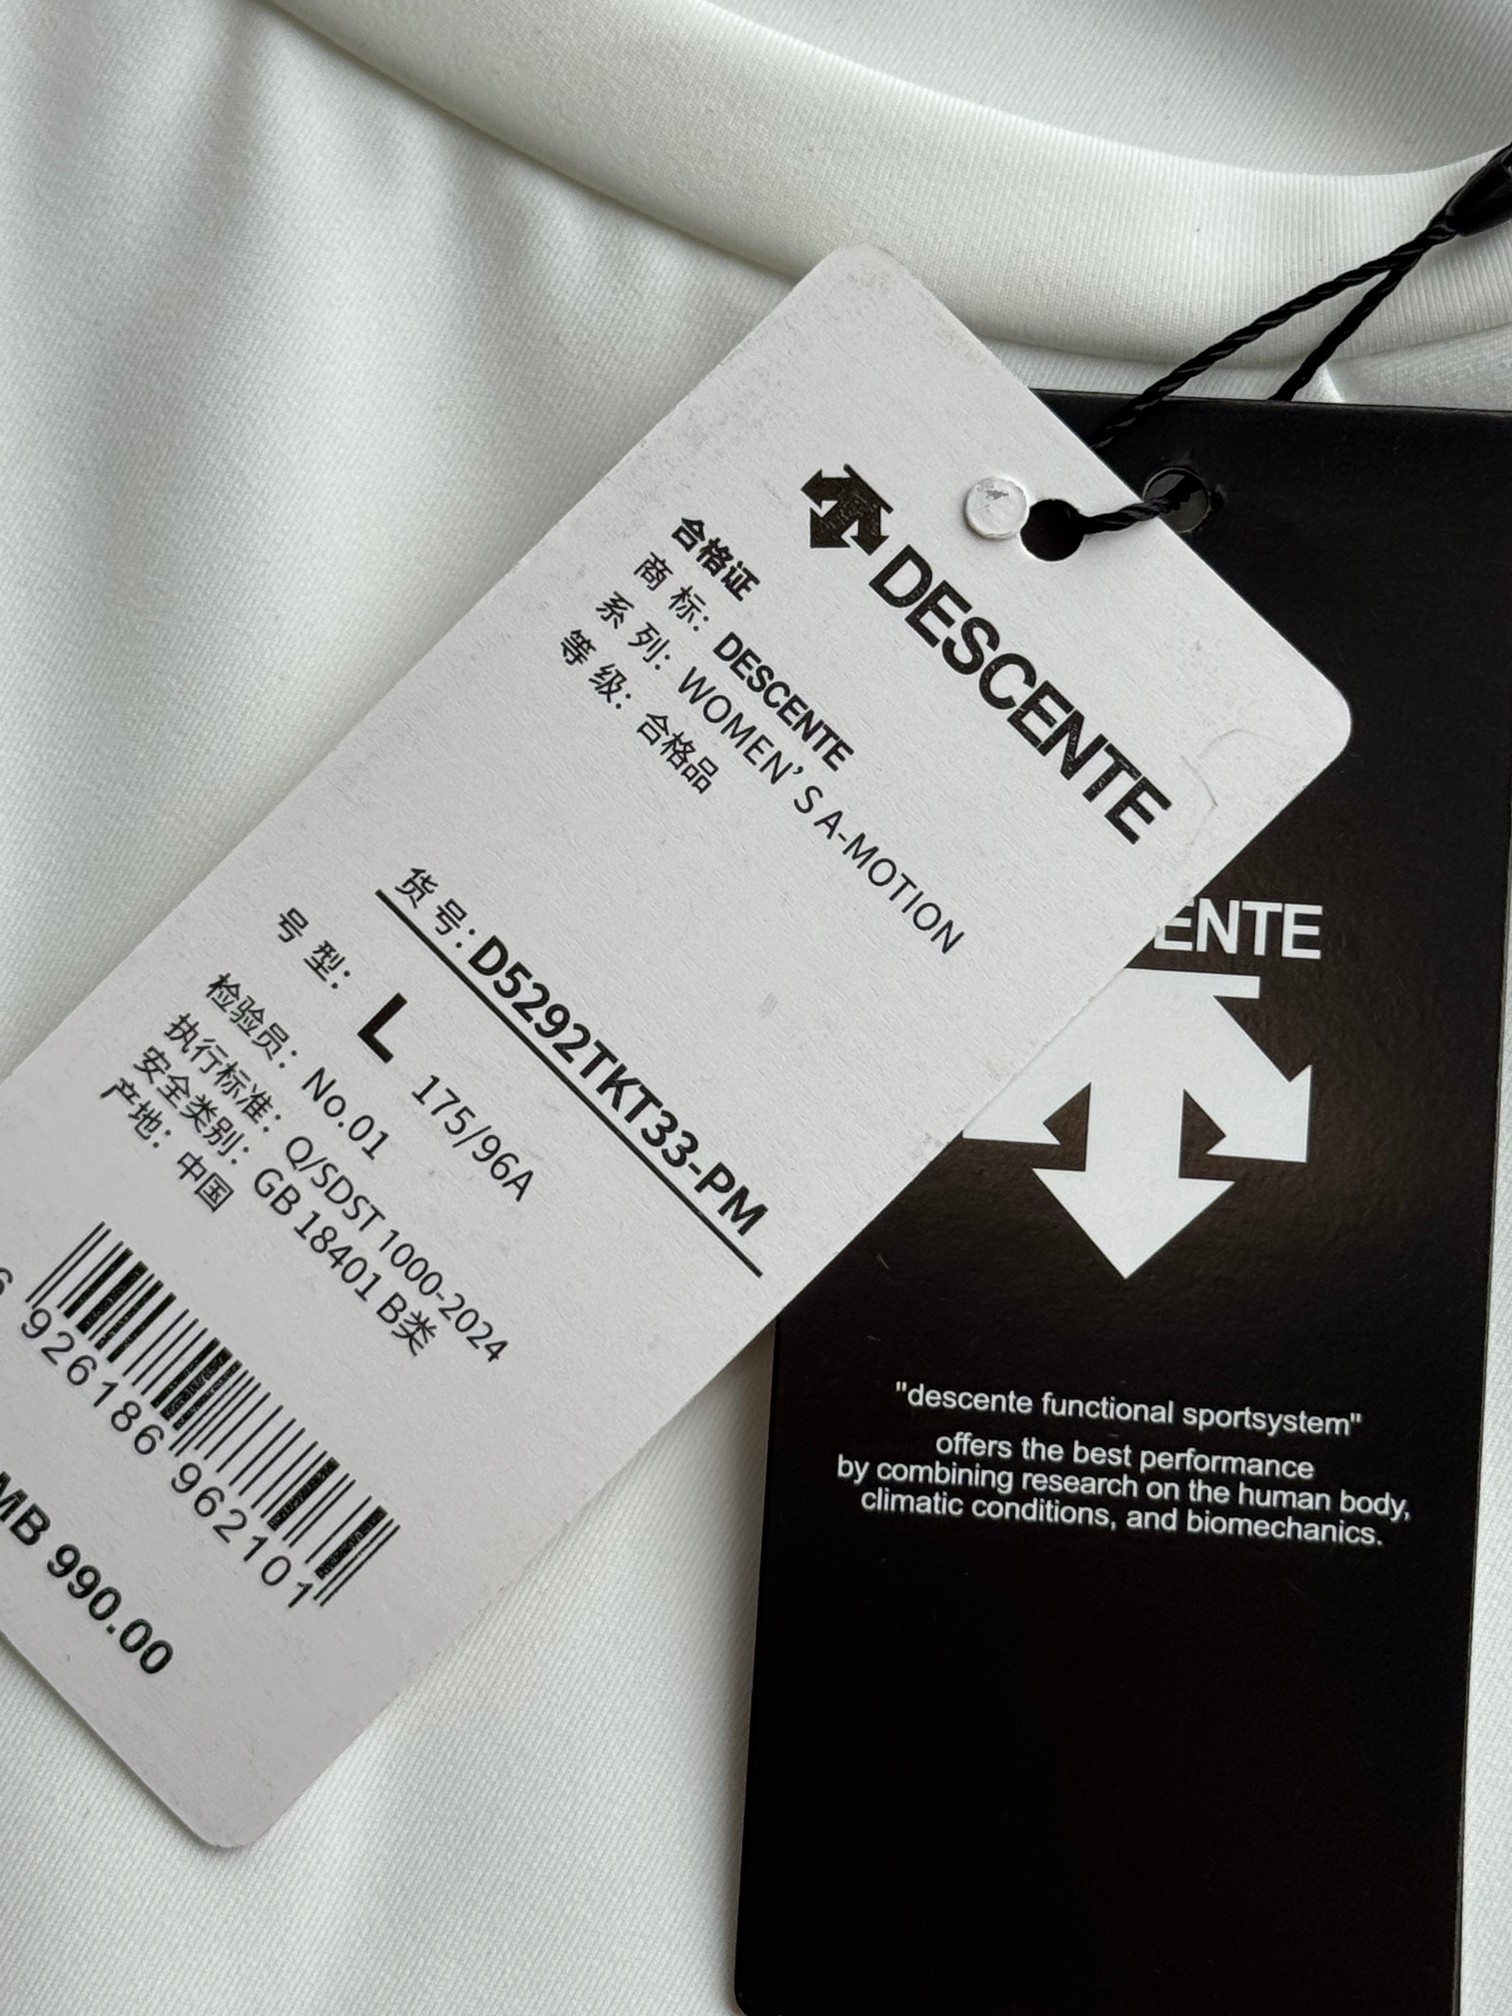 DESCENTE
合格证
商 标：DESCENTE
系 列：WOMEN'S A-MOTION
等 级：合格品
货 号：D5292TKT33-PM
号 型：L 175/96A
检验员：No.01
执行标准：Q/SDST 1000-2024
安全类别：GB 18401 B类
产地：中国
6 926186 962101
MB 990.00
ENTE
"descente functional sportsystem"
offers the best performance
by combining research on the human body,
climatic conditions, and biomechanics.